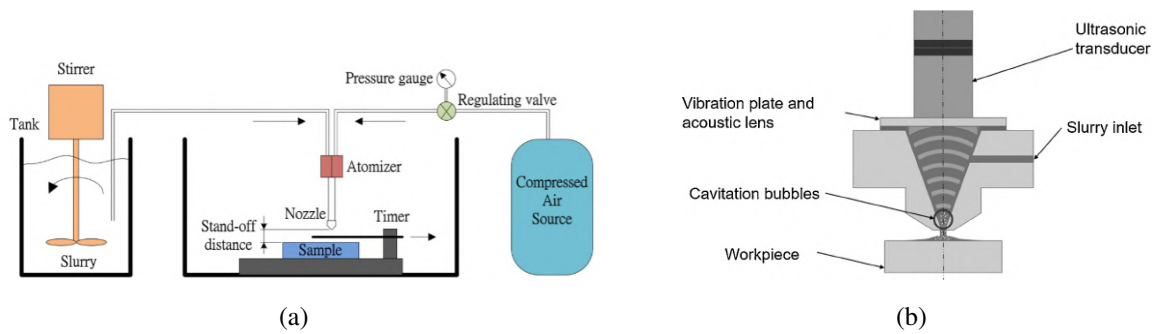 Stirrer
Tank
Slurry
Pressure gauge
Regulating valve
Atomizer
Nozzle
Timer
Stand-off
distance
Sample
Compressed
Air
Source
(a)
Ultrasonic
transducer
Vibration plate and
acoustic lens
Slurry inlet
Cavitation bubbles
Workpiece
(b)